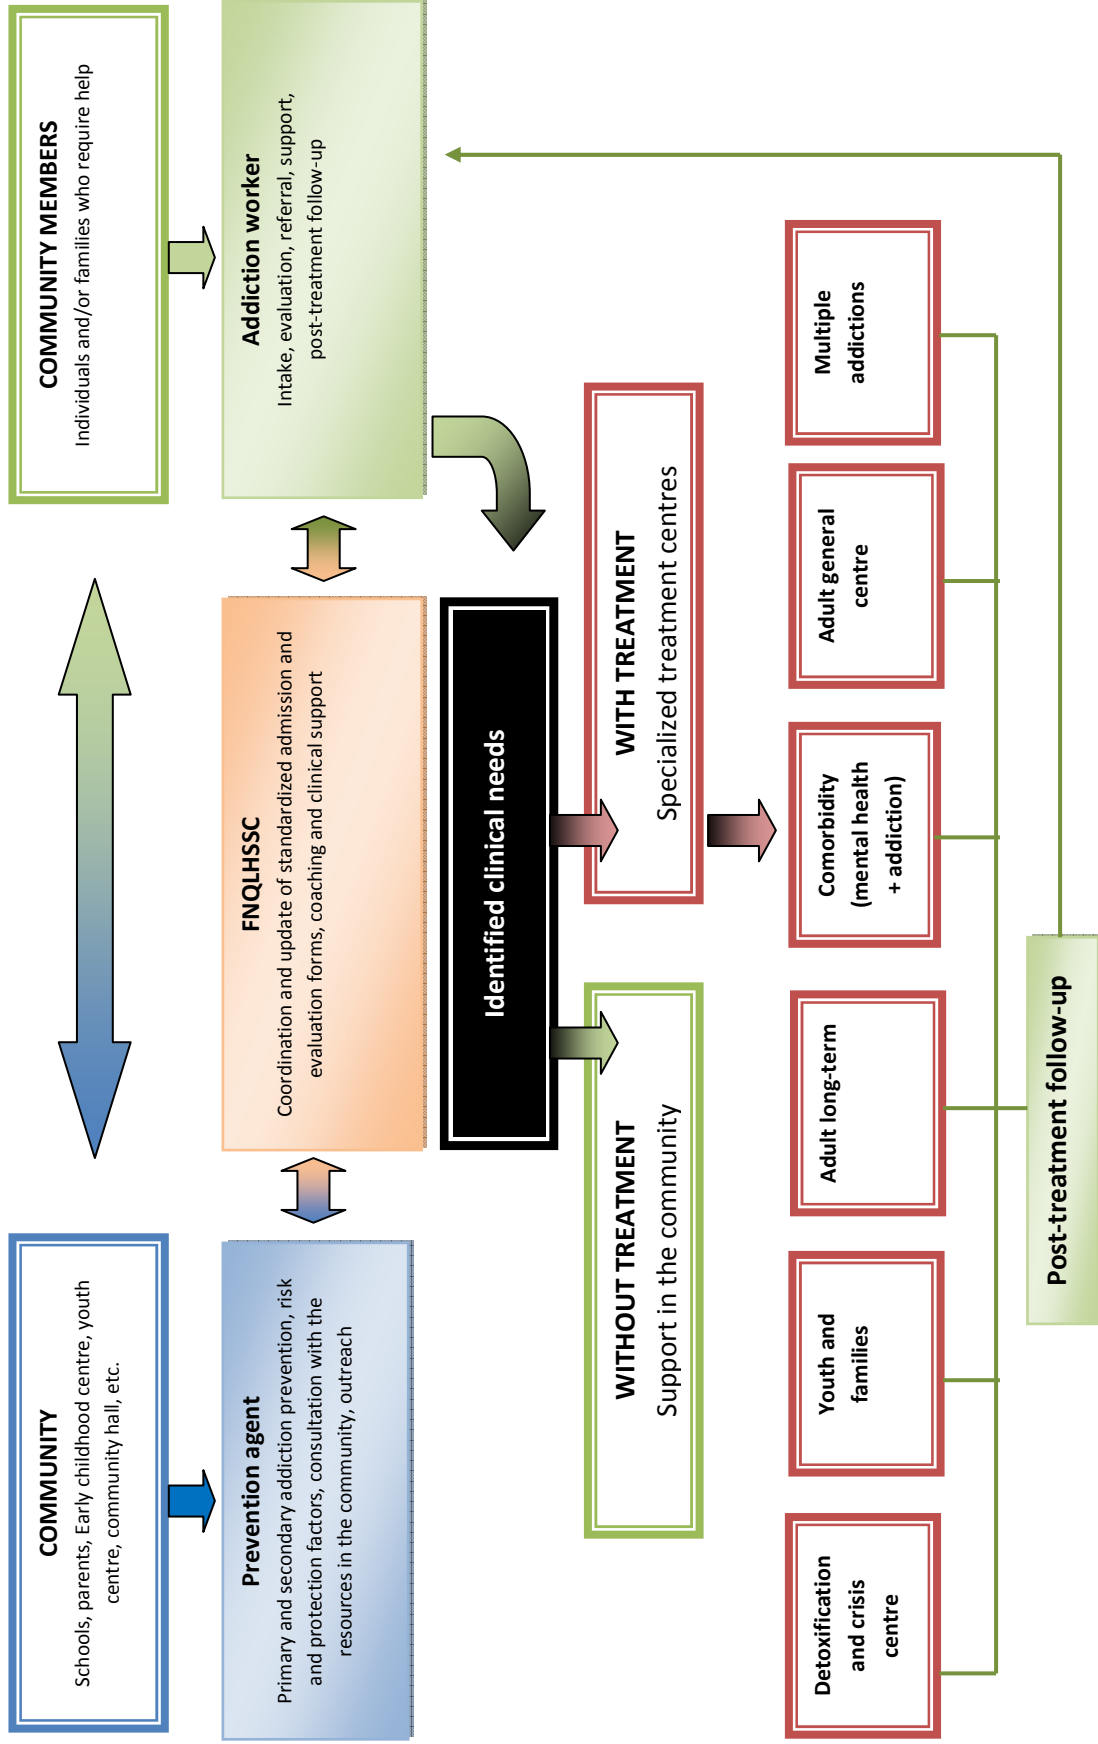 COMMUNITY
Schools, parents, Early childhood centre, youth
centre, community hall, etc.
COMMUNITY MEMBERS
Individuals and/or families who require help
Prevention agent
Primary and secondary addiction prevention, risk
and protection factors, consultation with the
resources in the community, outreach
FNQLHSSC
Coordination and update of standardized admission and
evaluation forms, coaching and clinical support
Addiction worker
Intake, evaluation, referral, support,
post-treatment follow-up
Identified clinical needs
WITHOUT TREATMENT
Support in the community
WITH TREATMENT
Specialized treatment centres
Detoxification
and crisis
centre
Youth and
families
Adult long-term
Comorbidity
(mental health
+ addiction)
Adult general
centre
Multiple
addictions
Post-treatment follow-up